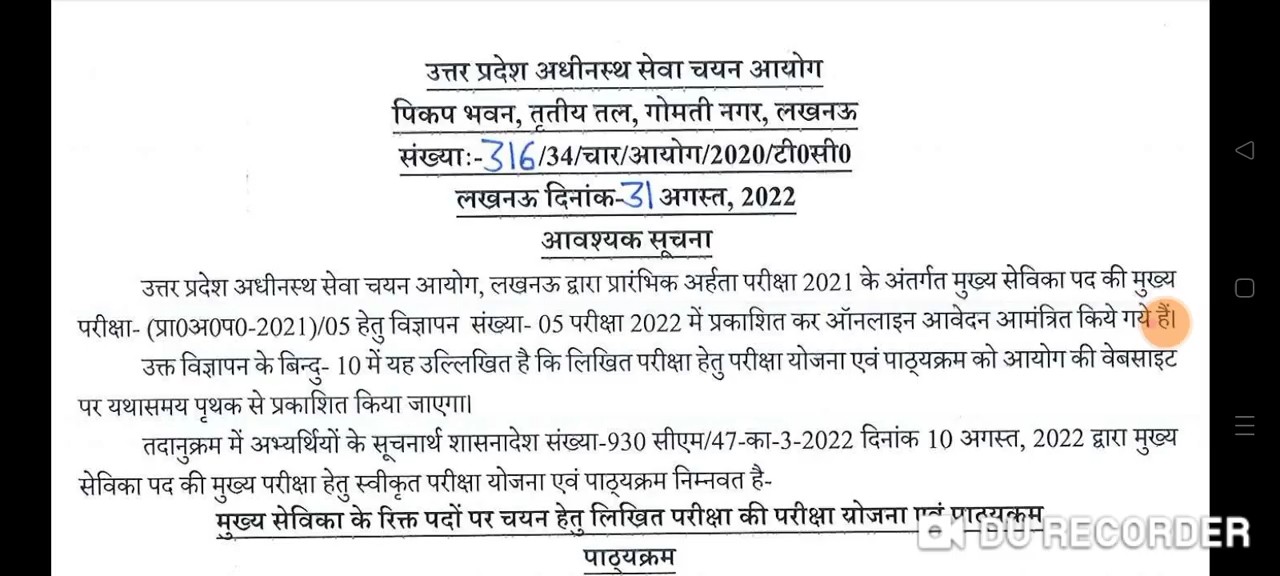 उत्तर प्रदेश अधीनस्थ सेवा चयन आयोग
पिकप भवन, तृतीय तल, गोमती नगर, लखनऊ
संख्याः-316/34/चार/आयोग/2020/टी0सी0
लखनऊ दिनांक-31 अगस्त, 2022
आवश्यक सूचना
उत्तर प्रदेश अधीनस्थ सेवा चयन आयोग, लखनऊ द्वारा प्रारंभिक अर्हता परीक्षा 2021 के अंतर्गत मुख्य सेविका पद की मुख्य
परीक्षा- (प्रा0अ0प0-2021)/05 हेतु विज्ञापन संख्या- 05 परीक्षा 2022 में प्रकाशित कर ऑनलाइन आवेदन आमंत्रित किये गये हैं।
उक्त विज्ञापन के बिन्दु- 10 में यह उल्लिखित है कि लिखित परीक्षा हेतु परीक्षा योजना एवं पाठ्यक्रम को आयोग की वेबसाइट
पर यथासमय पृथक से प्रकाशित किया जाएगा।
तदानुक्रम में अभ्यर्थियों के सूचनार्थ शासनादेश संख्या-930 सीएम/47-का-3-2022 दिनांक 10 अगस्त, 2022 द्वारा मुख्य
सेविका पद की मुख्य परीक्षा हेतु स्वीकृत परीक्षा योजना एवं पाठ्यक्रम निम्नवत है-
मुख्य सेविका के रिक्त पदों पर चयन हेतु लिखित परीक्षा की परीक्षा योजना एवं पाठ्यक्रम
DU RECORDER
पाठ्यक्रम